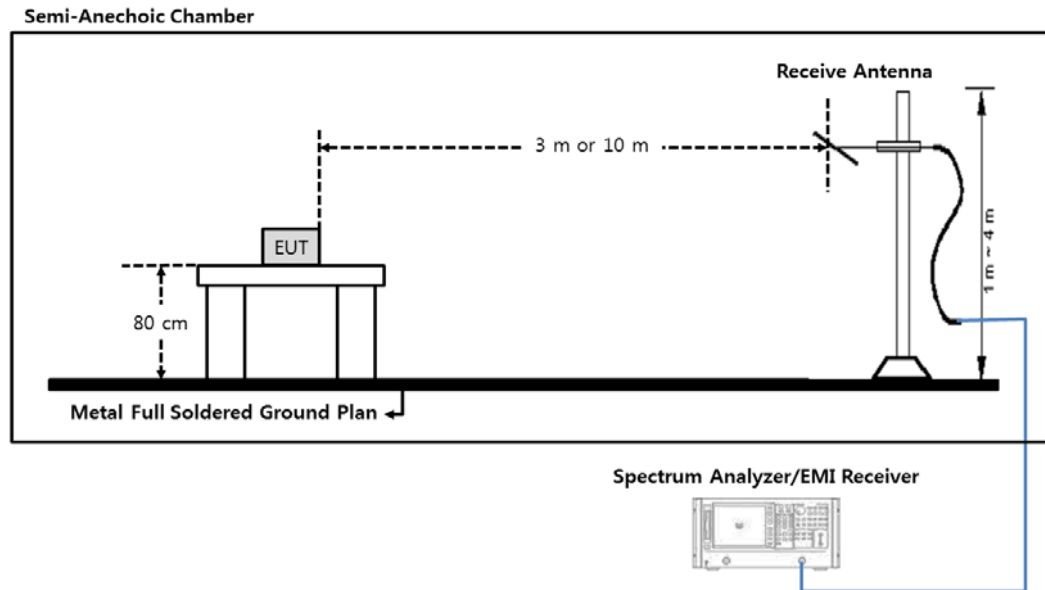 Semi-Anechoic Chamber
Receive Antenna
3 m or 10 m
EUT
1 m ~ 4 m
80 cm
Metal Full Soldered Ground Plan
Spectrum Analyzer/EMI Receiver